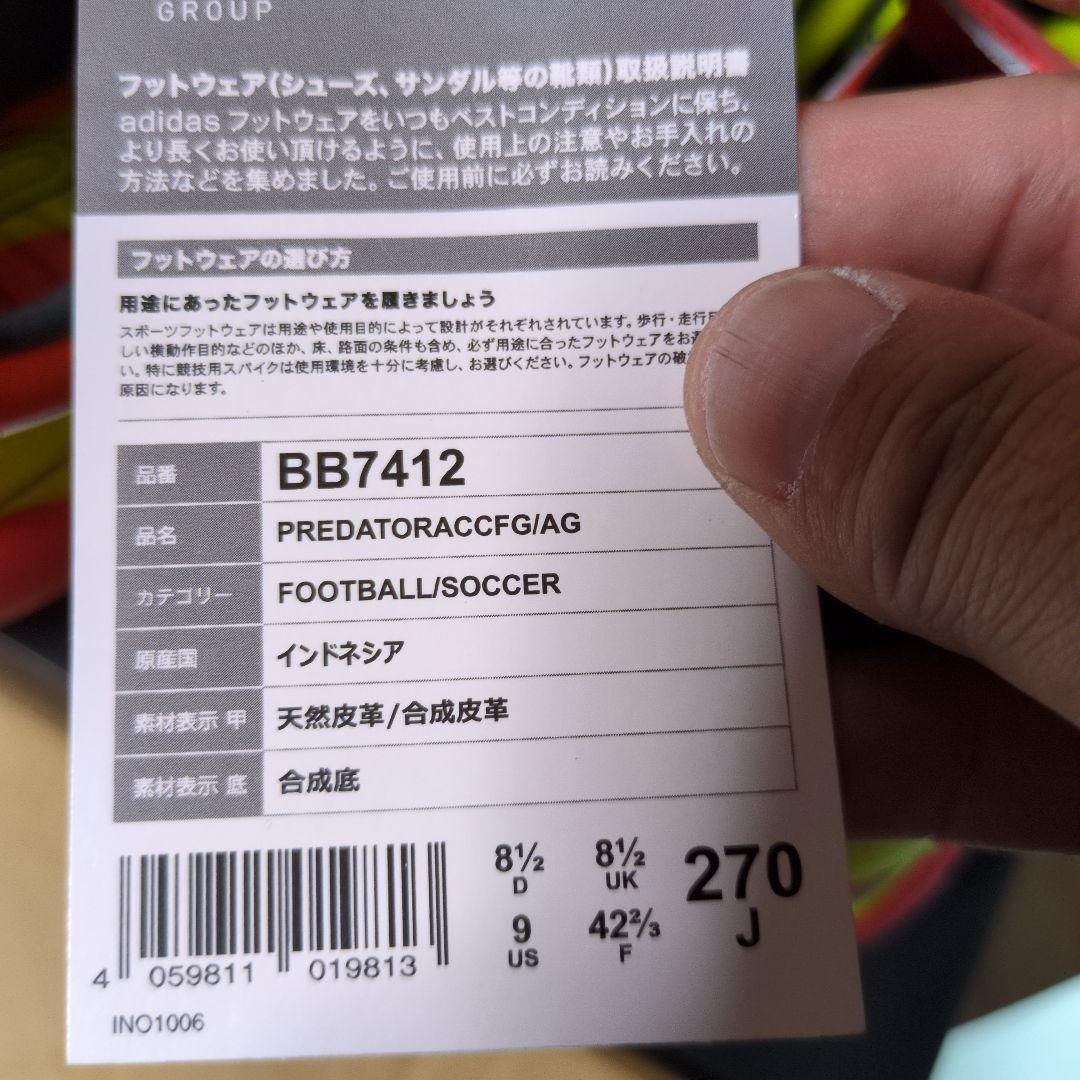 GROUP
フットウェア(シューズ、サンダル等の靴類)取扱説明書
adidas フットウェアをいつもベストコンディションに保ち、
より長くお使い頂けるように、使用上の注意やお手入れの
方法などを集めました。ご使用前に必ずお読みください。
フットウェアの選び方
用途にあったフットウェアを履きましょう
スポーツフットウェアは用途や使用目的によって設計がそれぞれされています。歩行・走行
しい横動作目的などのほか、床、路面の条件も含め、必ず用途に合ったフットウェアをお
い。特に競技用スパイクは使用環境を十分に考慮し、お選びください。フットウェアの破
原因になります。
品番 BB7412
品名 PREDATORACCFG/AG
カテゴリー FOOTBALL/SOCCER
原産国 インドネシア
素材表示 甲 天然皮革/合成皮革
素材表示 底 合成底
8½ 8½ 270
D UK J
9 42⅔
US F
4 059811 019813
INO1006